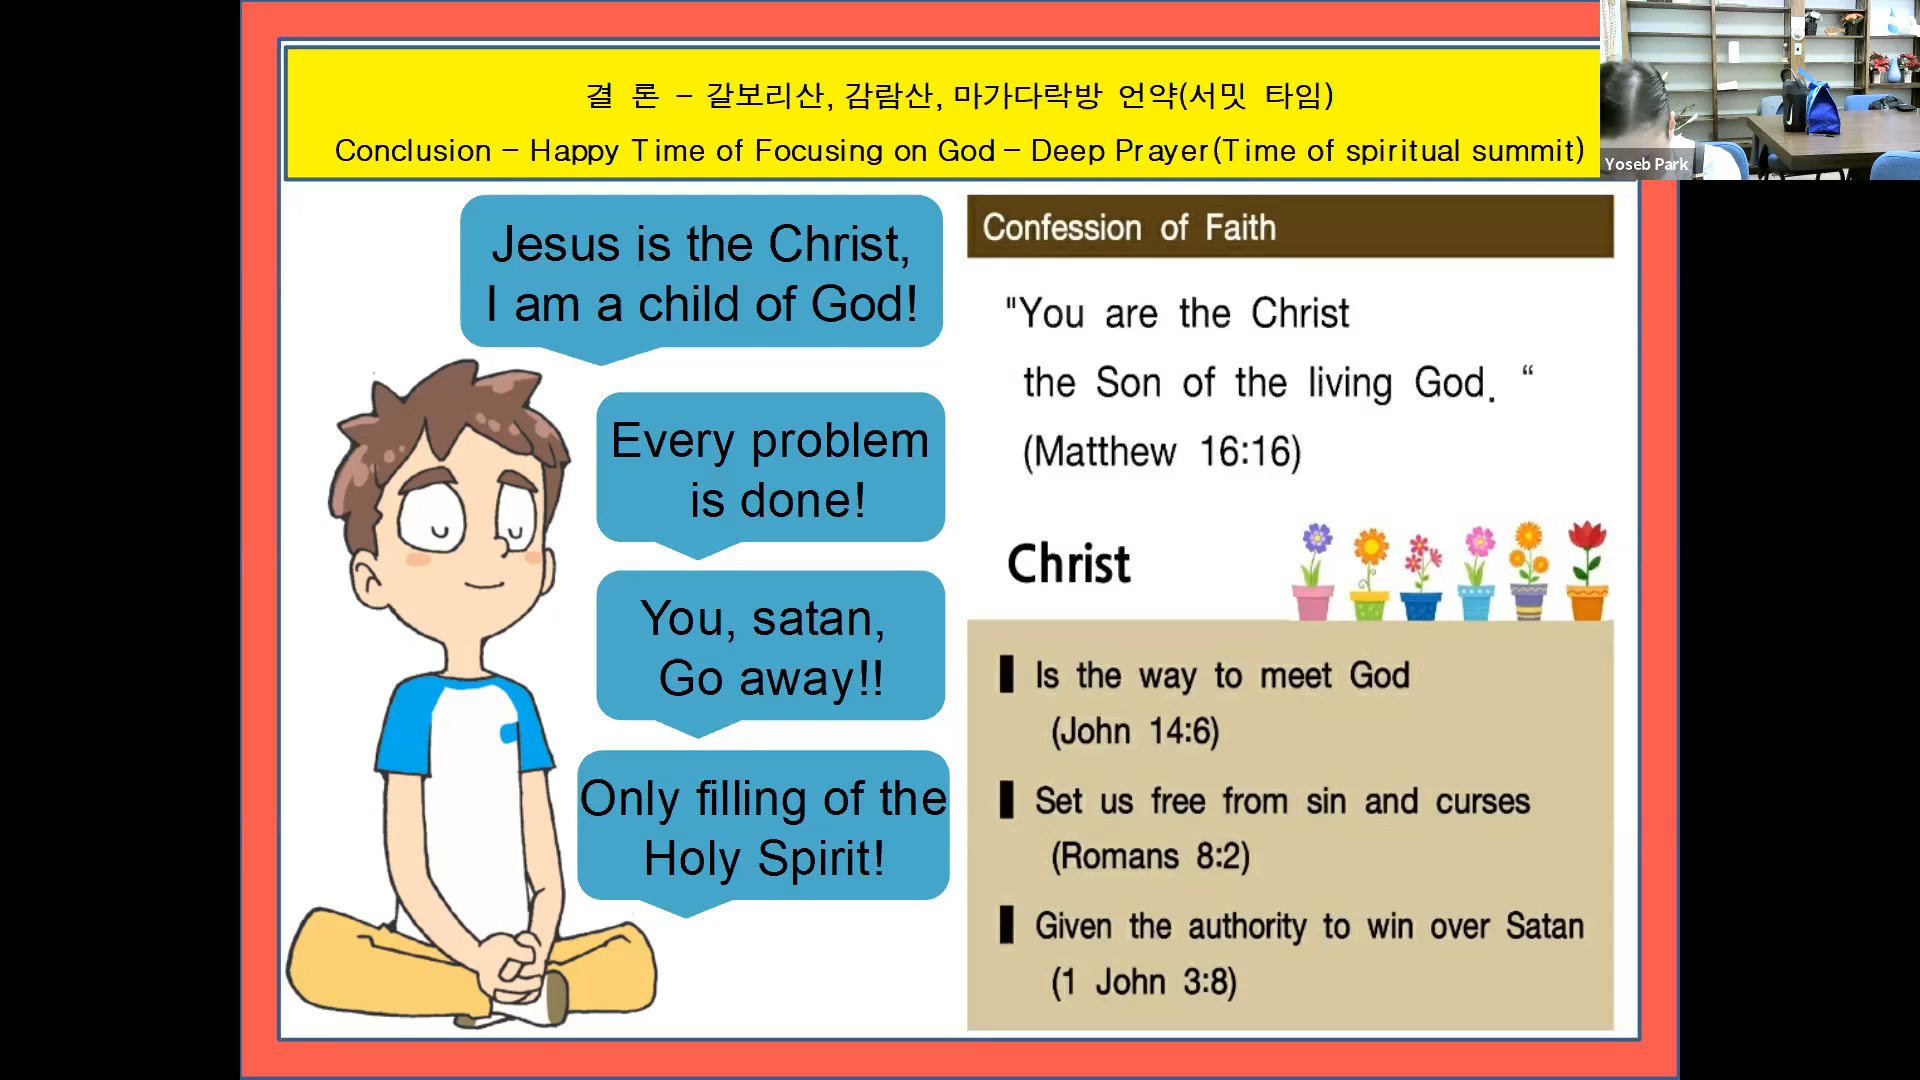 결 론 – 갈보리산, 감람산, 마가다락방 언약(서밋 타임)
Conclusion – Happy Time of Focusing on God – Deep Prayer(Time of spiritual summit)
Yoseb Park
Jesus is the Christ,
I am a child of God!
Every problem
is done!
You, satan,
Go away!!
Only filling of the
Holy Spirit!
Confession of Faith
"You are the Christ
the Son of the living God. “
(Matthew 16:16)
Christ
▌Is the way to meet God
(John 14:6)
▌Set us free from sin and curses
(Romans 8:2)
▌Given the authority to win over Satan
(1 John 3:8)